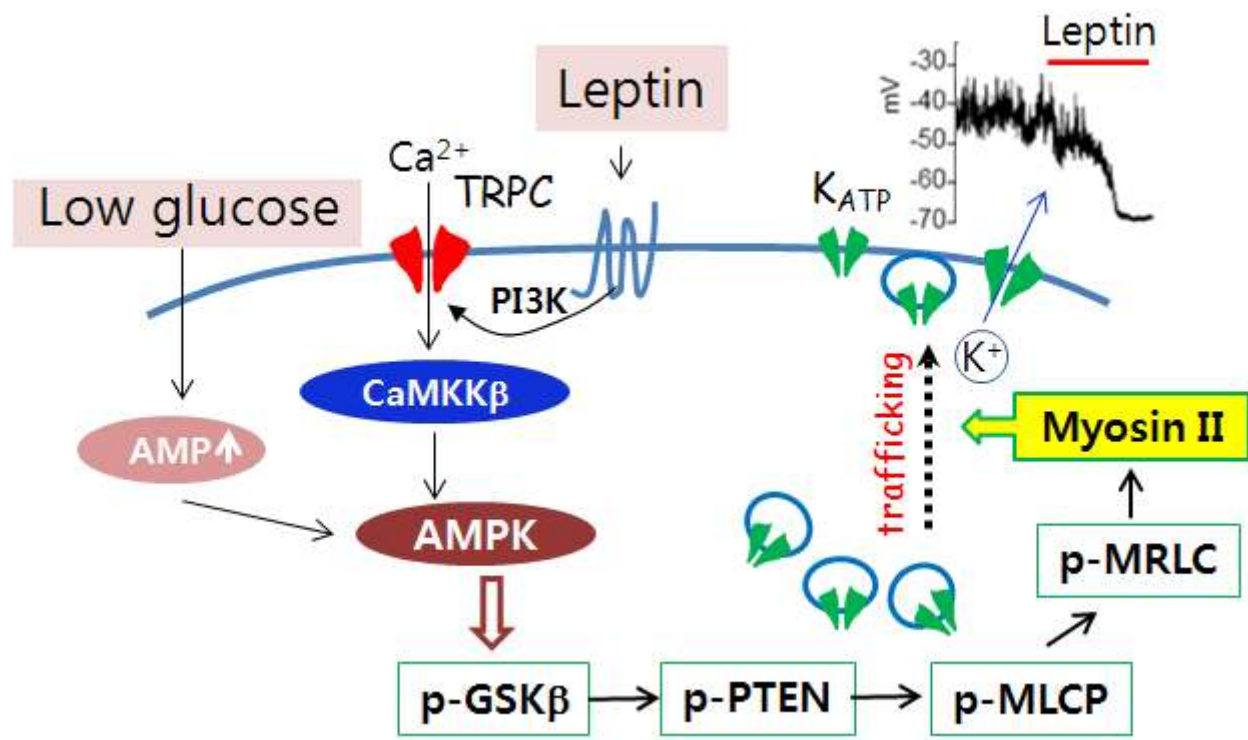 Leptin
-30
-40
-50
-60
-70
mV
Leptin
Ca²⁺
TRPC
Low glucose
K_ATP
PI3K
K⁺
CaMKKβ
trafficking
Myosin II
AMP↑
AMPK
p-MRLC
p-GSKβ
p-PTEN
p-MLCP